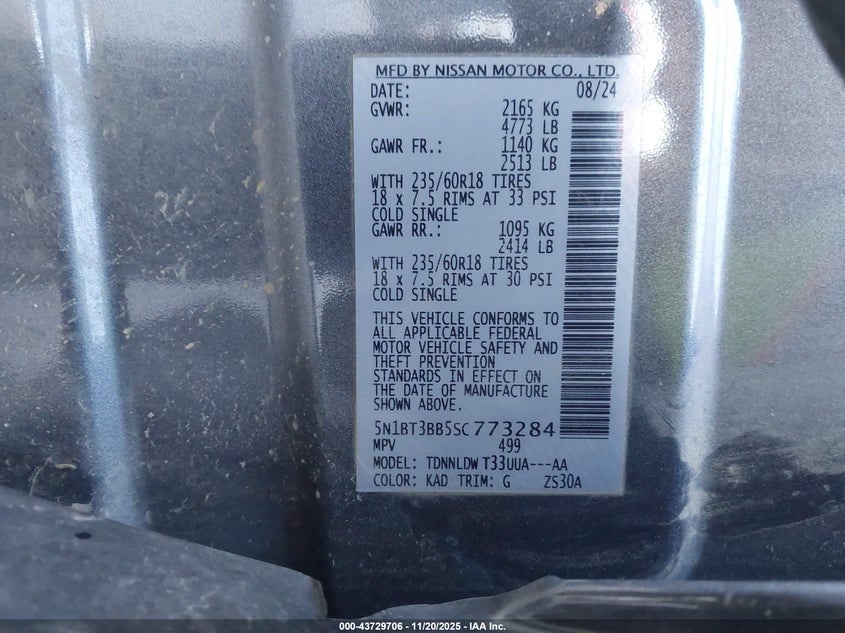 MFD BY NISSAN MOTOR CO., LTD.
DATE: 08/24
GVWR: 2165 KG
4773 LB
GAWR FR.: 1140 KG
2513 LB
WITH 235/60R18 TIRES
18 x 7.5 RIMS AT 33 PSI
COLD SINGLE
GAWR RR.: 1095 KG
2414 LB
WITH 235/60R18 TIRES
18 x 7.5 RIMS AT 30 PSI
COLD SINGLE
THIS VEHICLE CONFORMS TO
ALL APPLICABLE FEDERAL
MOTOR VEHICLE SAFETY AND
THEFT PREVENTION
STANDARDS IN EFFECT ON
THE DATE OF MANUFACTURE
SHOWN ABOVE.
5N1BT3BB5SC773284
MPV 499
MODEL: TDNNLDW T33UUA---AA
COLOR: KAD TRIM: G ZS30A
000-43729706 - 11/20/2025 - IAA Inc.